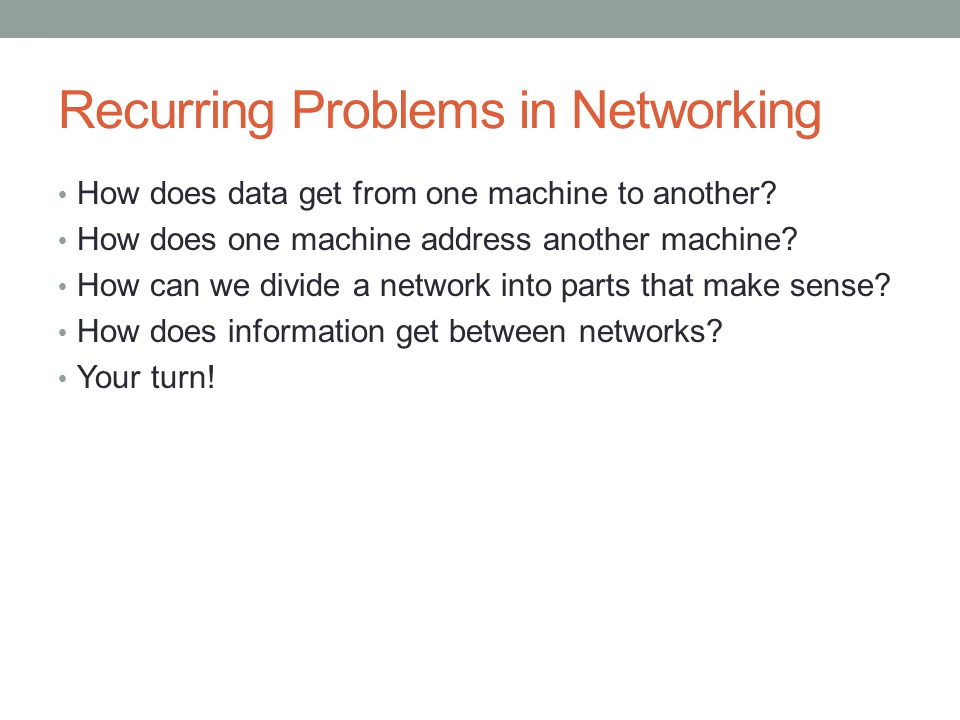 Recurring Problems in Networking
• How does data get from one machine to another?
• How does one machine address another machine?
• How can we divide a network into parts that make sense?
• How does information get between networks?
• Your turn!